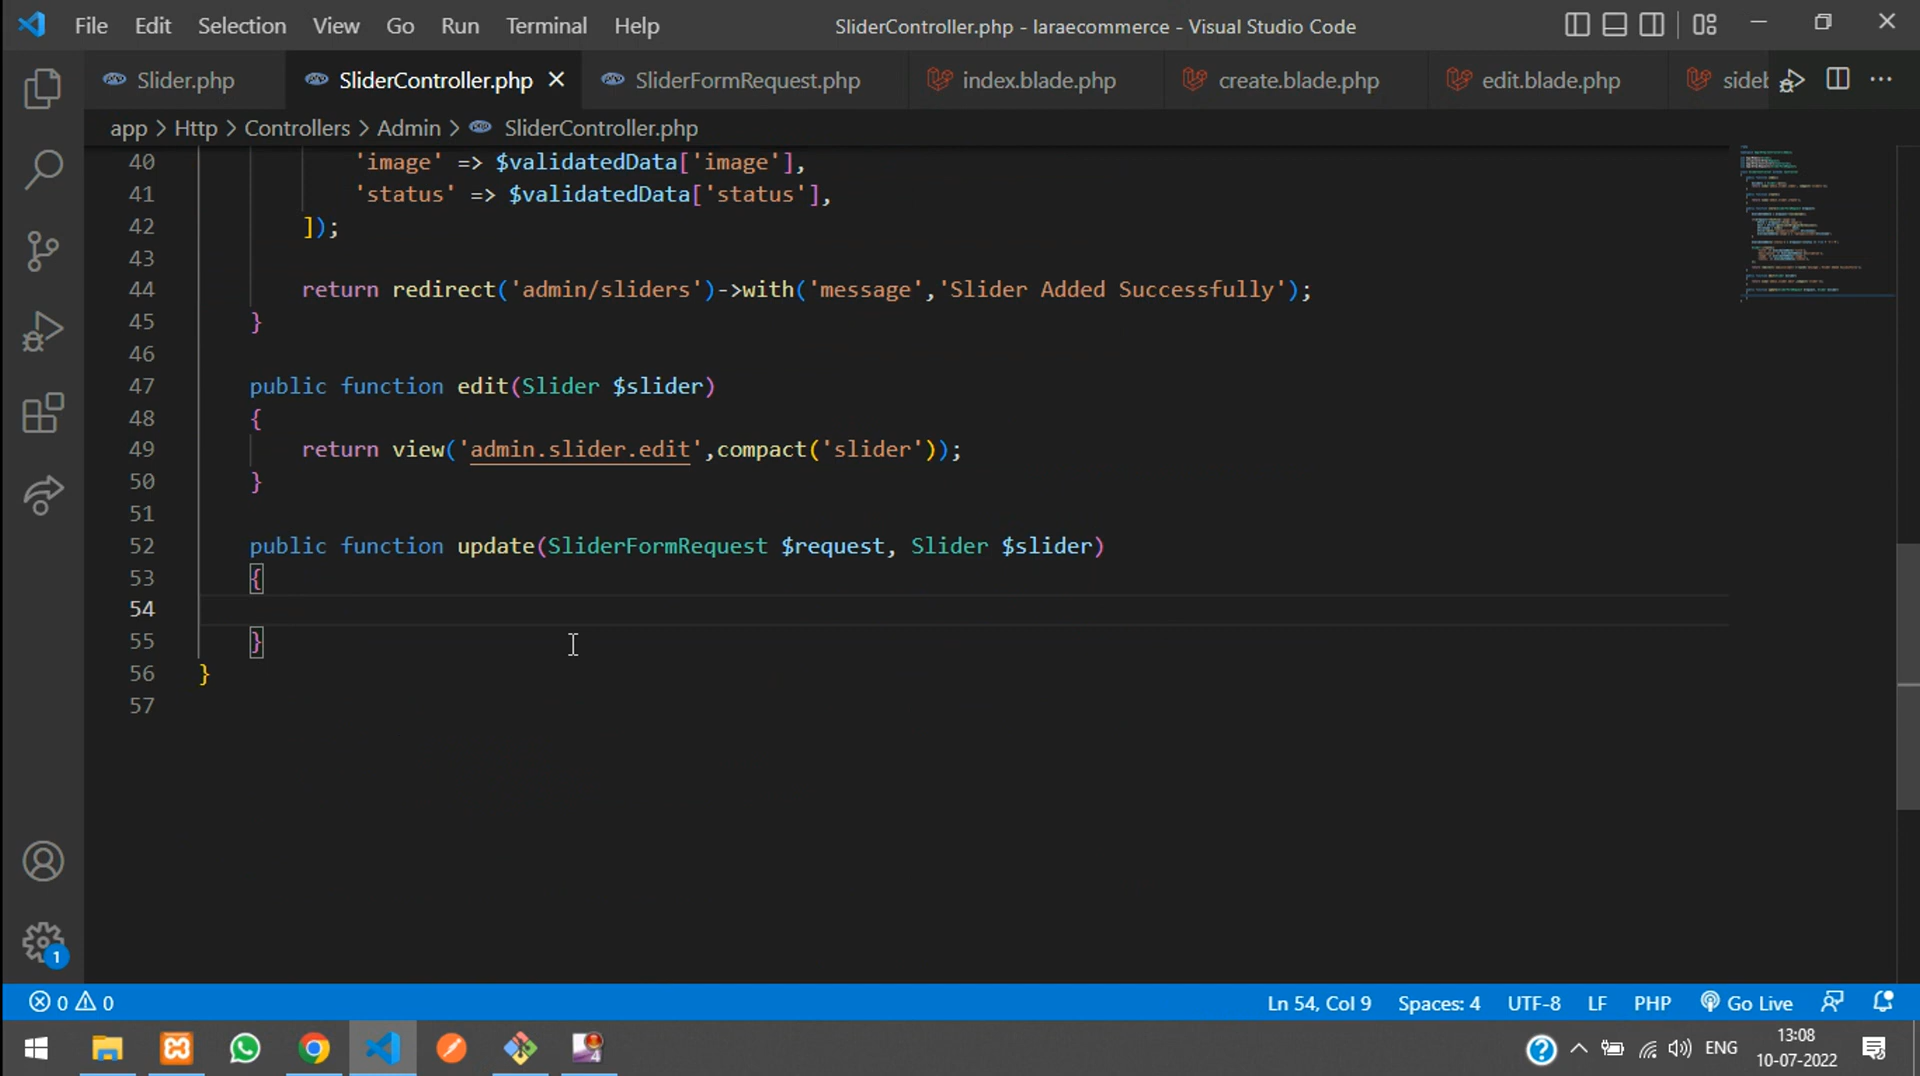 File Edit Selection View Go Run Terminal Help SliderController.php - laraecommerce - Visual Studio Code
Slider.php SliderController.php SliderFormRequest.php index.blade.php create.blade.php edit.blade.php sideb
app > Http > Controllers > Admin > SliderController.php
40 'image' => $validatedData['image'],
41 'status' => $validatedData['status'],
42 ]);
43
44 return redirect('admin/sliders')->with('message','Slider Added Successfully');
45 }
46
47 public function edit(Slider $slider)
48 {
49 return view('admin.slider.edit',compact('slider'));
50 }
51
52 public function update(SliderFormRequest $request, Slider $slider)
53 {
54
55 }
56 }
57
1
0 0 Ln 54, Col 9 Spaces: 4 UTF-8 LF PHP Go Live
4 ENG 13:08
10-07-2022